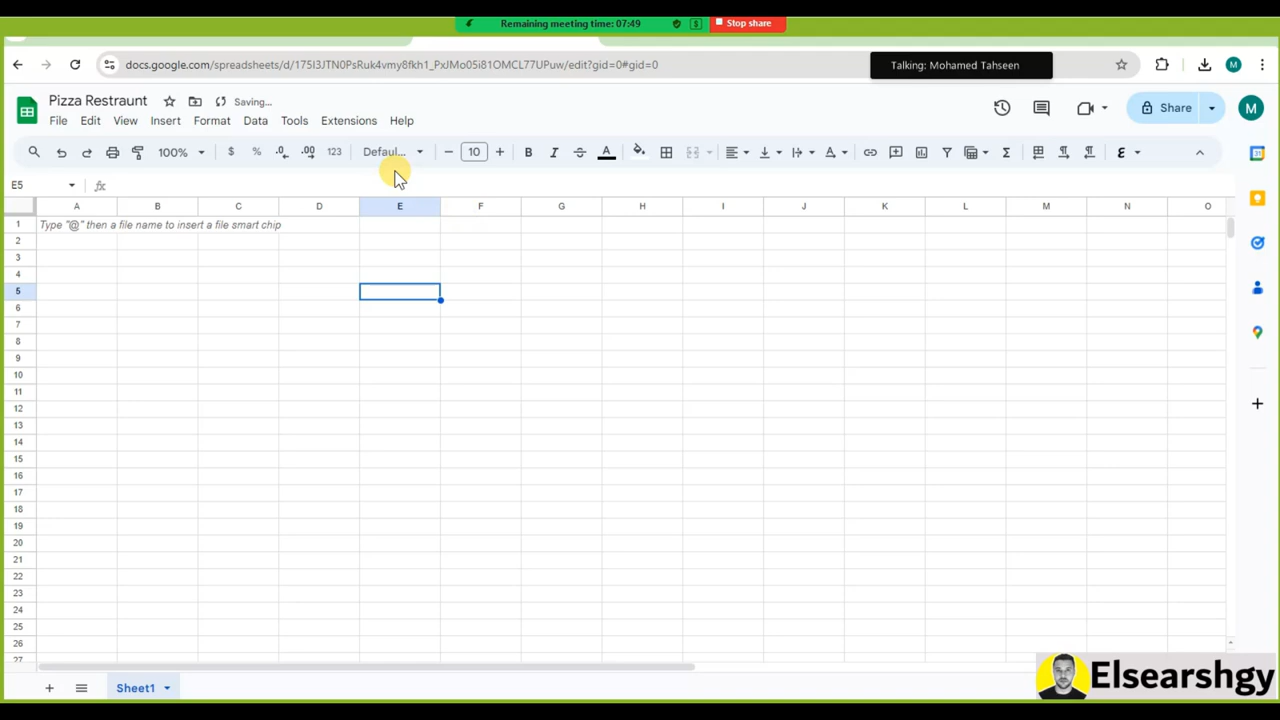 Remaining meeting time: 07:49
$
Stop share
docs.google.com/spreadsheets/d/175I3JTN0PsRuk4vmy8fkh1_PxJMo05i81OMCL77UPuw/edit?gid=0#gid=0
Talking: Mohamed Tahseen
M
Pizza Restraunt
Saving...
File Edit View Insert Format Data Tools Extensions Help
Share
M
100% $ % .0 .00 123 Defaul... 10 B I A Σ
E5
fx
A B C D E F G H I J K L M N O
1 Type "@" then a file name to insert a file smart chip
2
3
4
5
6
7
8
9
10
11
12
13
14
15
16
17
18
19
20
21
22
23
24
25
26
27
Sheet1
Elsearshgy